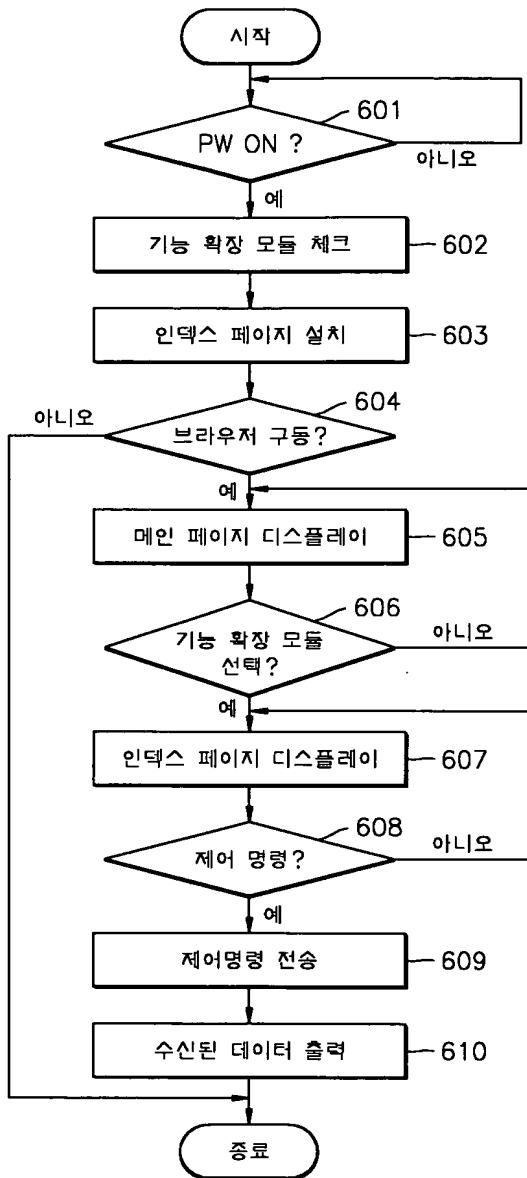 시작
601
PW ON ?
아니오
예
기능 확장 모듈 체크
602
인덱스 페이지 설치
603
604
아니오
브라우저 구동?
예
메인 페이지 디스플레이
605
606
기능 확장 모듈
선택?
아니오
예
인덱스 페이지 디스플레이
607
608
제어 명령?
아니오
예
제어명령 전송
609
수신된 데이터 출력
610
종료